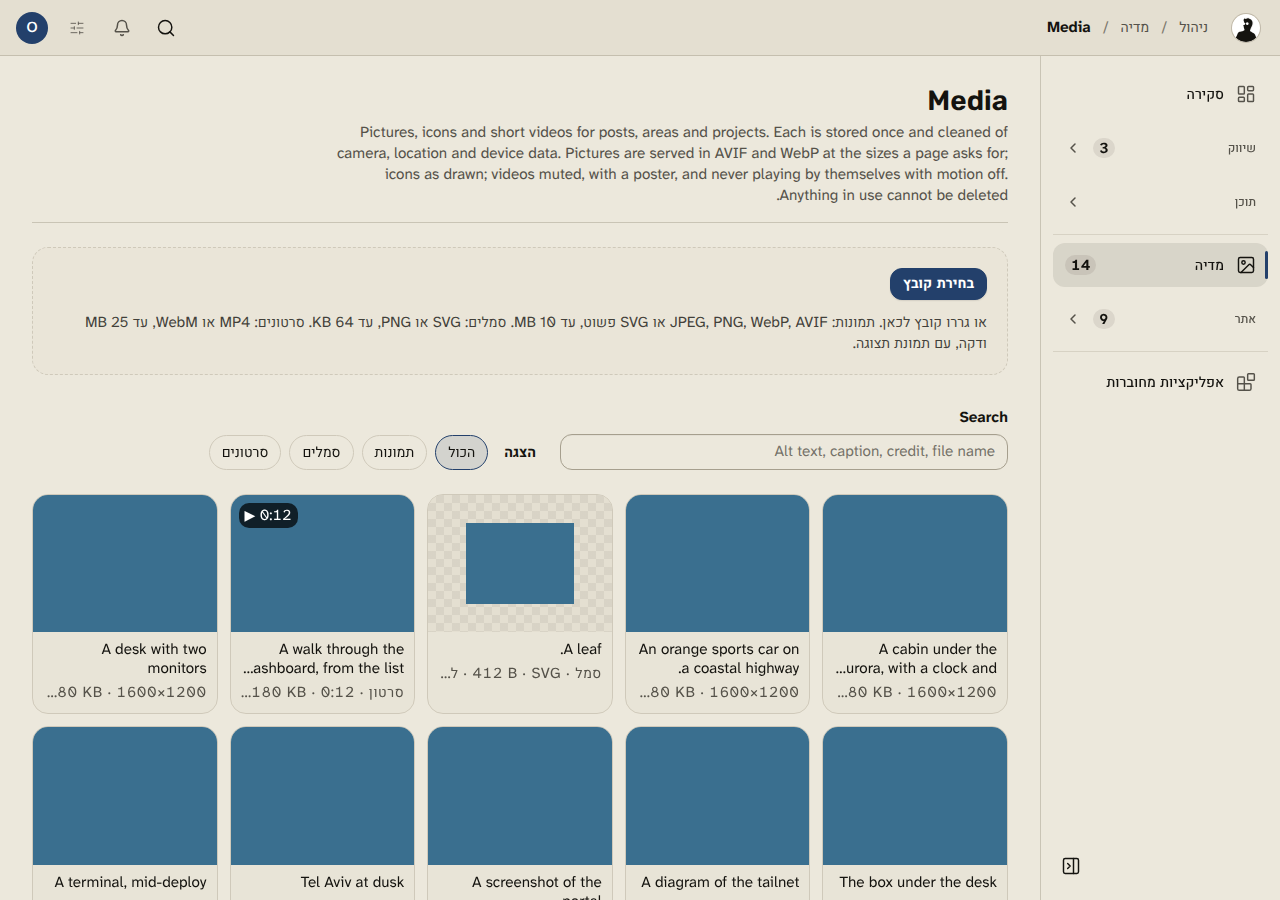 ניהול / מדיה / Media
O
סקירה
שיווק 3
תוכן
מדיה 14
אתר 9
אפליקציות מחוברות
Media
Pictures, icons and short videos for posts, areas and projects. Each is stored once and cleaned of
camera, location and device data. Pictures are served in AVIF and WebP at the sizes a page asks for;
icons as drawn; videos muted, with a poster, and never playing by themselves with motion off.
Anything in use cannot be deleted.
בחירת קובץ
או גררו קובץ לכאן. תמונות: JPEG, PNG, WebP, AVIF או SVG פשוט, עד 10 MB. סמלים: SVG או PNG, עד 64 KB. סרטונים: MP4 או WebM, עד 25 MB
ודקה, עם תמונת תצוגה.
Search
Alt text, caption, credit, file name
הצגה הכול תמונות סמלים סרטונים
A cabin under the
urora, with a clock and…
1600×1200 · 80 KB…
An orange sports car on
a coastal highway.
1600×1200 · 80 KB…
A leaf.
סמל · SVG · 412 B · ל…
0:12
A walk through the
ashboard, from the list…
סרטון · 0:12 · 180 KB…
A desk with two
monitors
1600×1200 · 80 KB…
The box under the desk
A diagram of the tailnet
A screenshot of the
portal
Tel Aviv at dusk
A terminal, mid-deploy